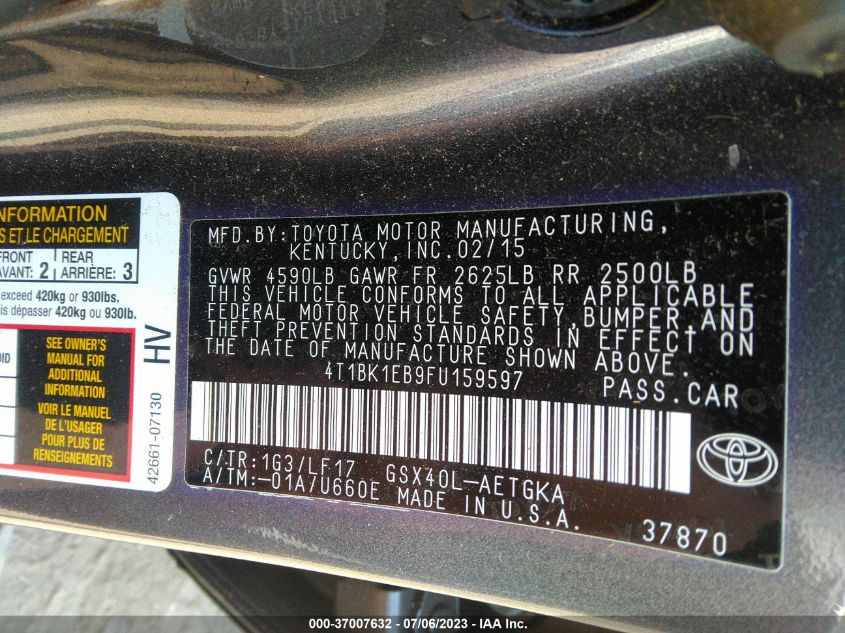 NFORMATION
S ET LE CHARGEMENT
FRONT
AVANT: 2
REAR
ARRIÈRE: 3
exceed 420kg or 930lbs.
is dépasser 420kg ou 930lb.
SEE OWNER'S
MANUAL FOR
ADDITIONAL
INFORMATION
VOIR LE MANUEL
DE L'USAGER
POUR PLUS DE
RENSEIGNEMENTS
HV
42661-07130
MFD.BY:TOYOTA MOTOR MANUFACTURING,
KENTUCKY,INC.02/15
GVWR 4590LB GAWR FR 2625LB RR 2500LB
THIS VEHICLE CONFORMS TO ALL APPLICABLE
FEDERAL MOTOR VEHICLE SAFETY,BUMPER,AND
THEFT PREVENTION STANDARDS IN EFFECT ON
THE DATE OF MANUFACTURE SHOWN ABOVE.
4T1BK1EB9FU159597 PASS.CAR
C/TR:1G3/LF17 GSX40L-AETGKA
A/TM:-01A/U660E MADE IN U.S.A.
37870
000-37007632 - 07/06/2023 - IAA Inc.